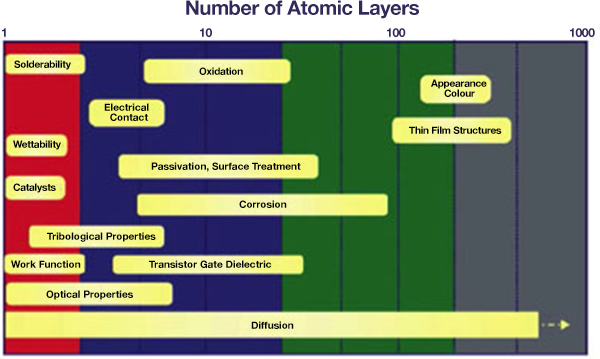 Number of Atomic Layers
1 10 100 1000
Solderability
Oxidation
Appearance
Colour
Electrical
Contact
Thin Film Structures
Wettability
Passivation, Surface Treatment
Catalysts
Corrosion
Tribological Properties
Work Function
Transistor Gate Dielectric
Optical Properties
Diffusion